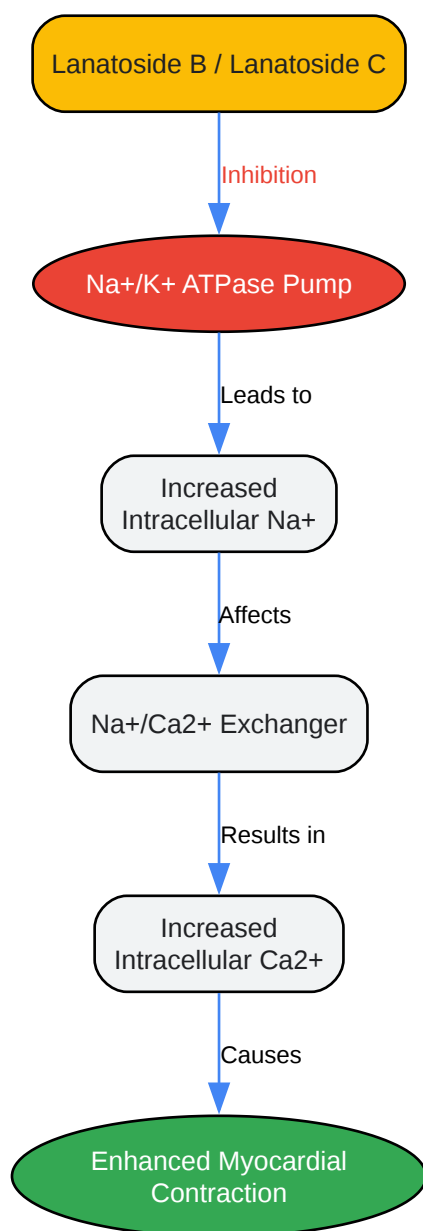 Lanatoside B / Lanatoside C
Inhibition
Na+/K+ ATPase Pump
Leads to
Increased
Intracellular Na+
Affects
Na+/Ca2+ Exchanger
Results in
Increased
Intracellular Ca2+
Causes
Enhanced Myocardial
Contraction